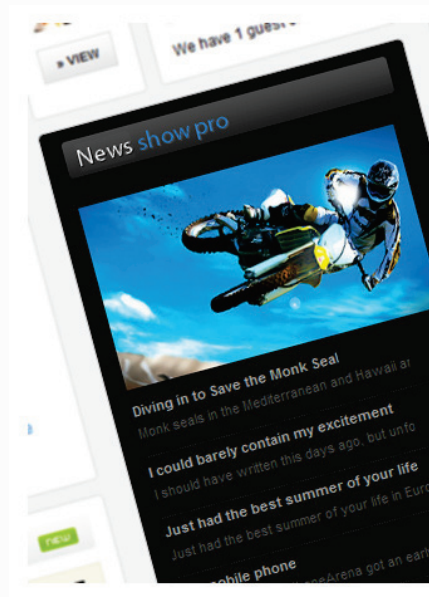 » VIEW
We have 1 guest
News show pro
Diving in to Save the Monk Seal
Monk seals in the Mediterranean and Hawaii ar
I could barely contain my excitement
I should have written this days ago, but unfo
Just had the best summer of your life
Just had the best summer of your life in Euro
new
mobile phone
neArena got an earl